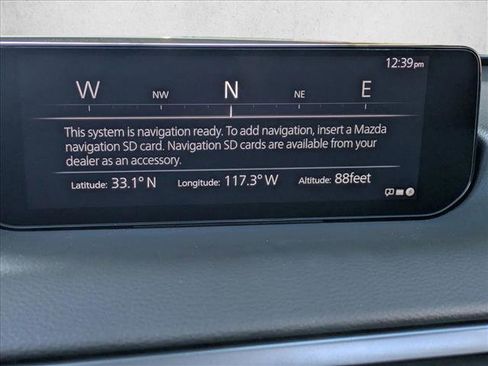 12:39pm
W NW N NE E
This system is navigation ready. To add navigation, insert a Mazda
navigation SD card. Navigation SD cards are available from your
dealer as an accessory.
Latitude: 33.1° N Longitude: 117.3° W Altitude: 88feet